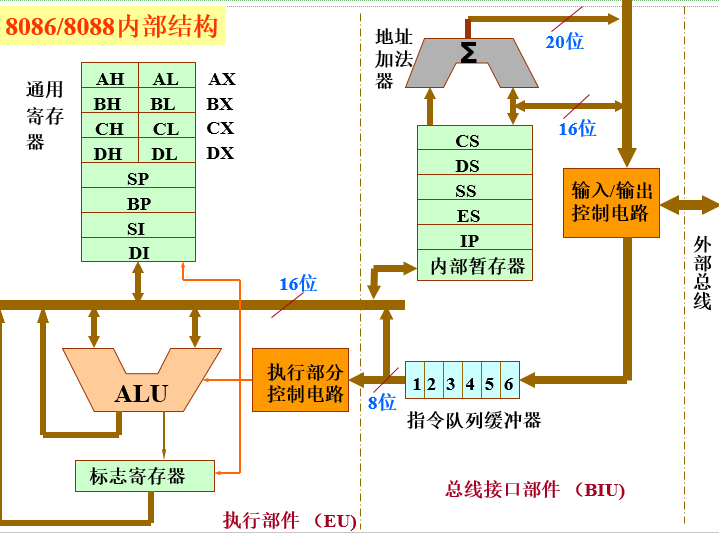 8086/8088内部结构
通用
寄存
器
AH AL AX
BH BL BX
CH CL CX
DH DL DX
SP
BP
SI
DI
地址
加法
器
Σ
20位
16位
CS
DS
SS
ES
IP
内部暂存器
输入/输出
控制电路
外
部
总
线
16位
ALU
执行部分
控制电路
8位
1 2 3 4 5 6
指令队列缓冲器
标志寄存器
执行部件 （EU)
总线接口部件 （BIU)